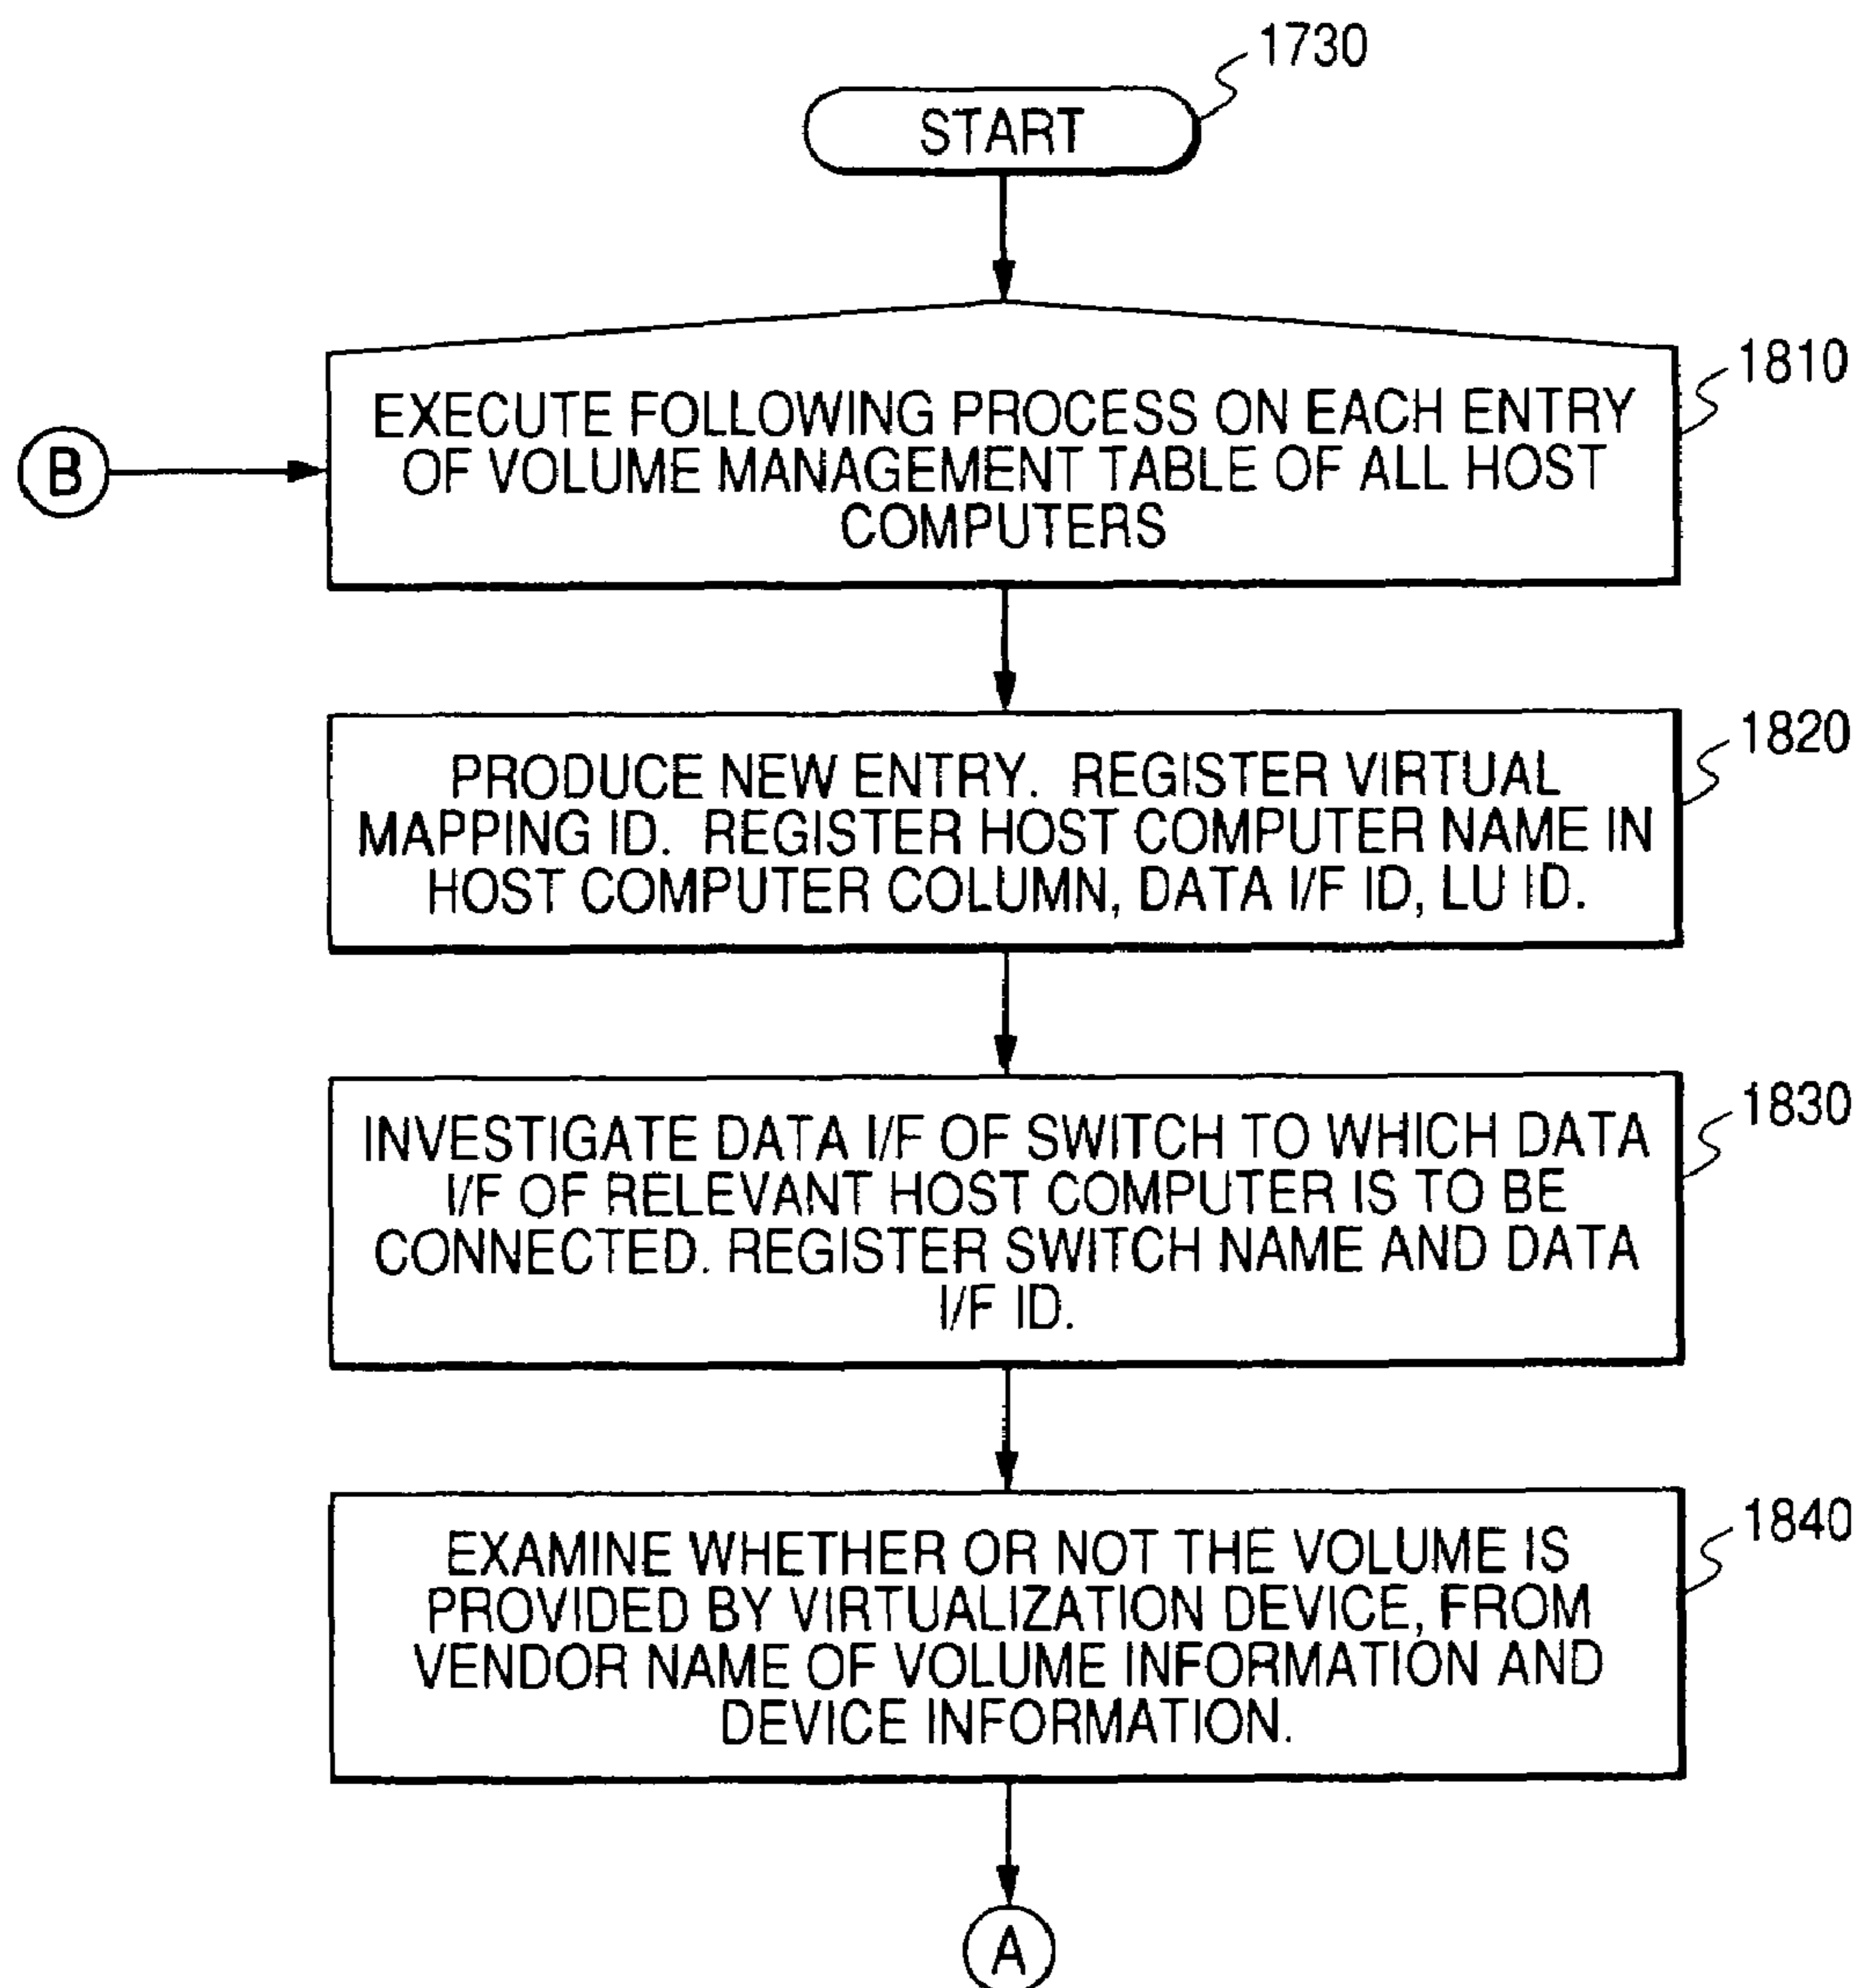 1730
START
1810
EXECUTE FOLLOWING PROCESS ON EACH ENTRY
OF VOLUME MANAGEMENT TABLE OF ALL HOST
COMPUTERS
B
1820
PRODUCE NEW ENTRY. REGISTER VIRTUAL
MAPPING ID. REGISTER HOST COMPUTER NAME IN
HOST COMPUTER COLUMN, DATA I/F ID, LU ID.
1830
INVESTIGATE DATA I/F OF SWITCH TO WHICH DATA
I/F OF RELEVANT HOST COMPUTER IS TO BE
CONNECTED. REGISTER SWITCH NAME AND DATA
I/F ID.
1840
EXAMINE WHETHER OR NOT THE VOLUME IS
PROVIDED BY VIRTUALIZATION DEVICE, FROM
VENDOR NAME OF VOLUME INFORMATION AND
DEVICE INFORMATION.
A